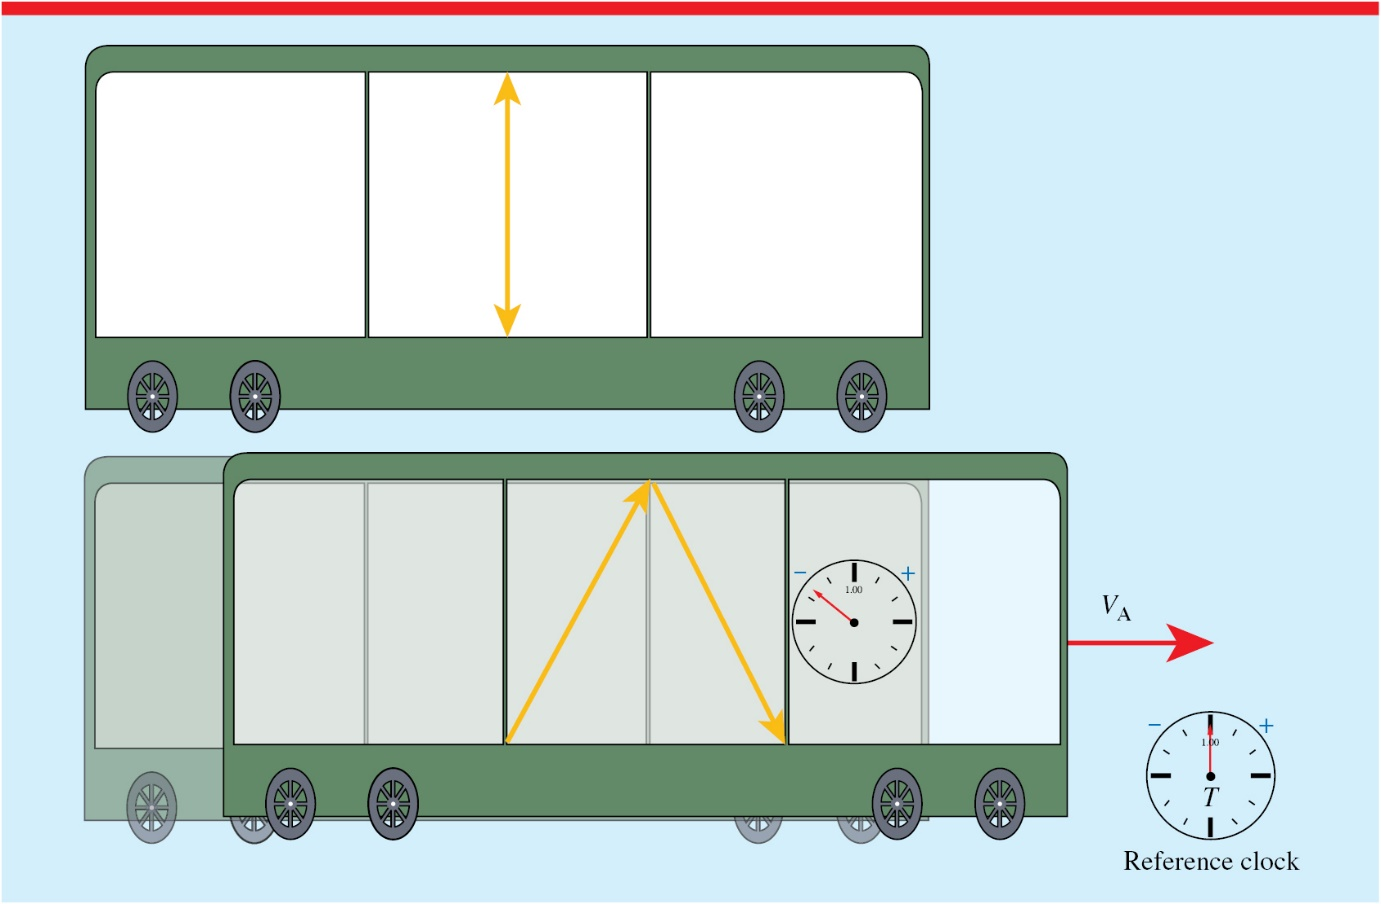 − +
1.00
V_A
− +
1.00
T
Reference clock